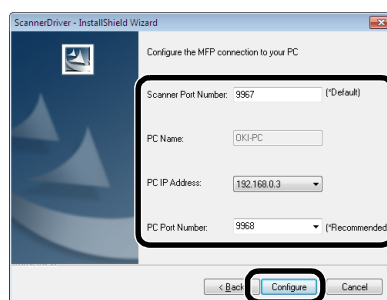 ScannerDriver - InstallShield Wizard
Configure the MFP connection to your PC
Scanner Port Number: 9967 (*Default)
PC Name: OKI-PC
PC IP Address: 192.168.0.3
PC Port Number: 9968 (*Recommended
< Back Configure Cancel